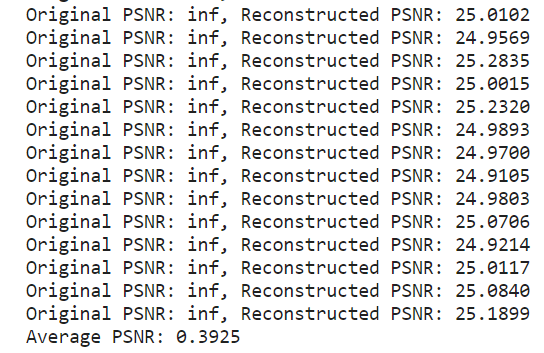 Original PSNR: inf, Reconstructed PSNR: 25.0102
Original PSNR: inf, Reconstructed PSNR: 24.9569
Original PSNR: inf, Reconstructed PSNR: 25.2835
Original PSNR: inf, Reconstructed PSNR: 25.0015
Original PSNR: inf, Reconstructed PSNR: 25.2320
Original PSNR: inf, Reconstructed PSNR: 24.9893
Original PSNR: inf, Reconstructed PSNR: 24.9700
Original PSNR: inf, Reconstructed PSNR: 24.9105
Original PSNR: inf, Reconstructed PSNR: 24.9803
Original PSNR: inf, Reconstructed PSNR: 25.0706
Original PSNR: inf, Reconstructed PSNR: 24.9214
Original PSNR: inf, Reconstructed PSNR: 25.0117
Original PSNR: inf, Reconstructed PSNR: 25.0840
Original PSNR: inf, Reconstructed PSNR: 25.1899
Average PSNR: 0.3925